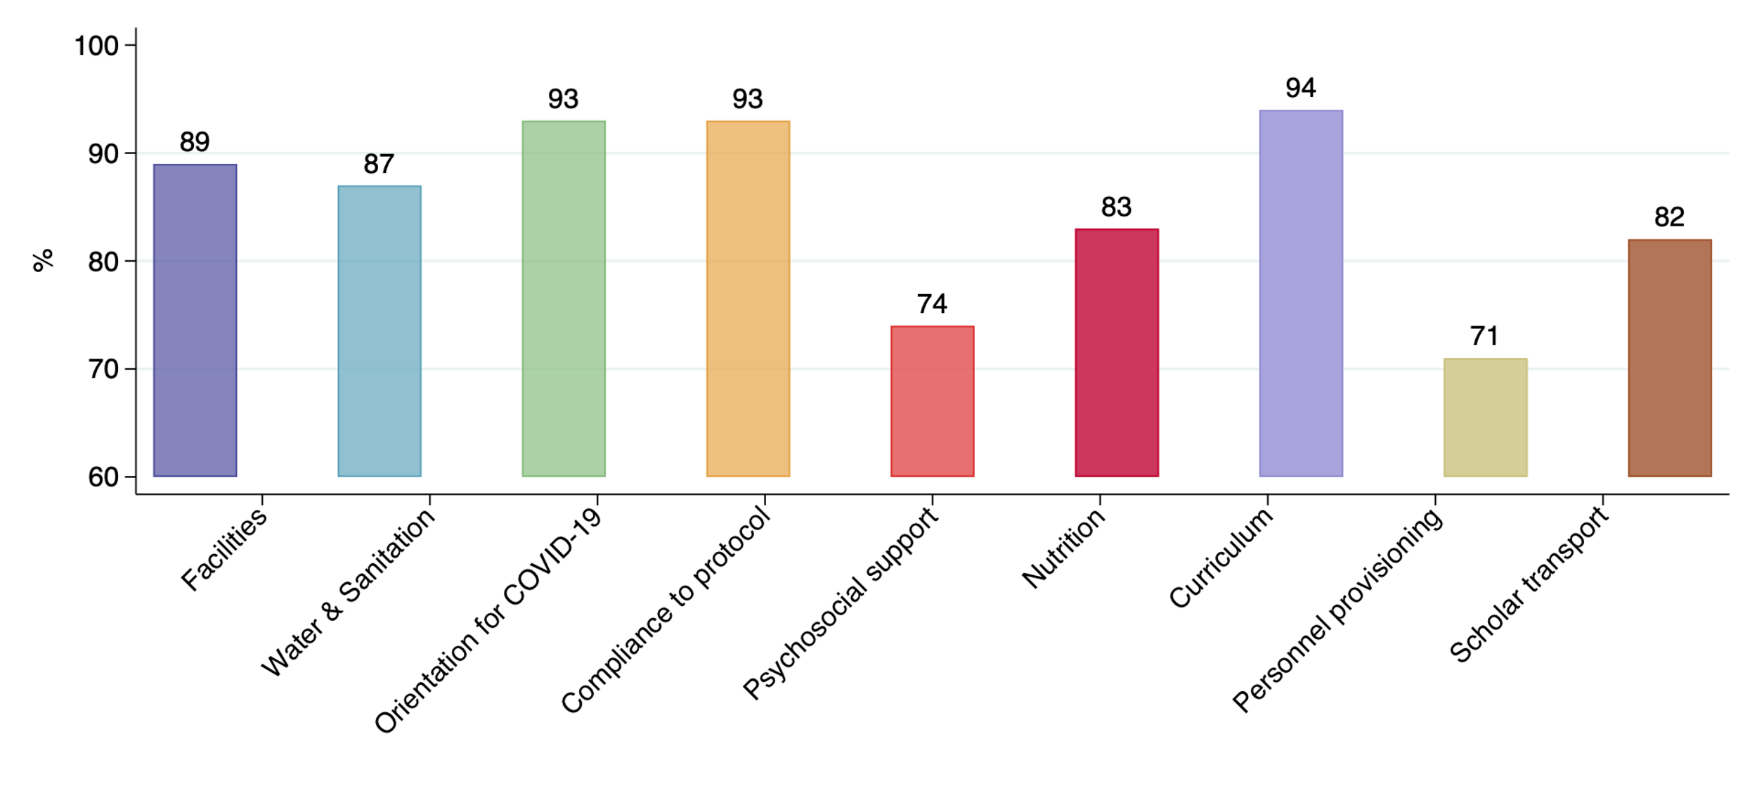 %
100
90
80
70
60
89
87
93
93
74
83
94
71
82
Facilities
Water & Sanitation
Orientation for COVID-19
Compliance to protocol
Psychosocial support
Nutrition
Curriculum
Personnel provisioning
Scholar transport